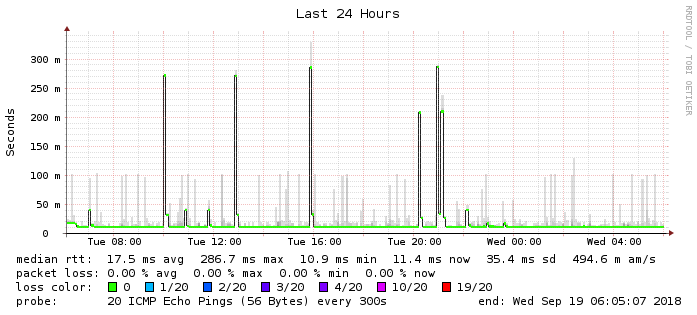 Last 24 Hours
RRDTOOL / TOBI OETIKER
Seconds
300 m
250 m
200 m
150 m
100 m
50 m
0
Tue 08:00 Tue 12:00 Tue 16:00 Tue 20:00 Wed 00:00 Wed 04:00
median rtt: 17.5 ms avg 286.7 ms max 10.9 ms min 11.4 ms now 35.4 ms sd 494.6 m am/s
packet loss: 0.00 % avg 0.00 % max 0.00 % min 0.00 % now
loss color: 0 1/20 2/20 3/20 4/20 10/20 19/20
probe: 20 ICMP Echo Pings (56 Bytes) every 300s end: Wed Sep 19 06:05:07 2018